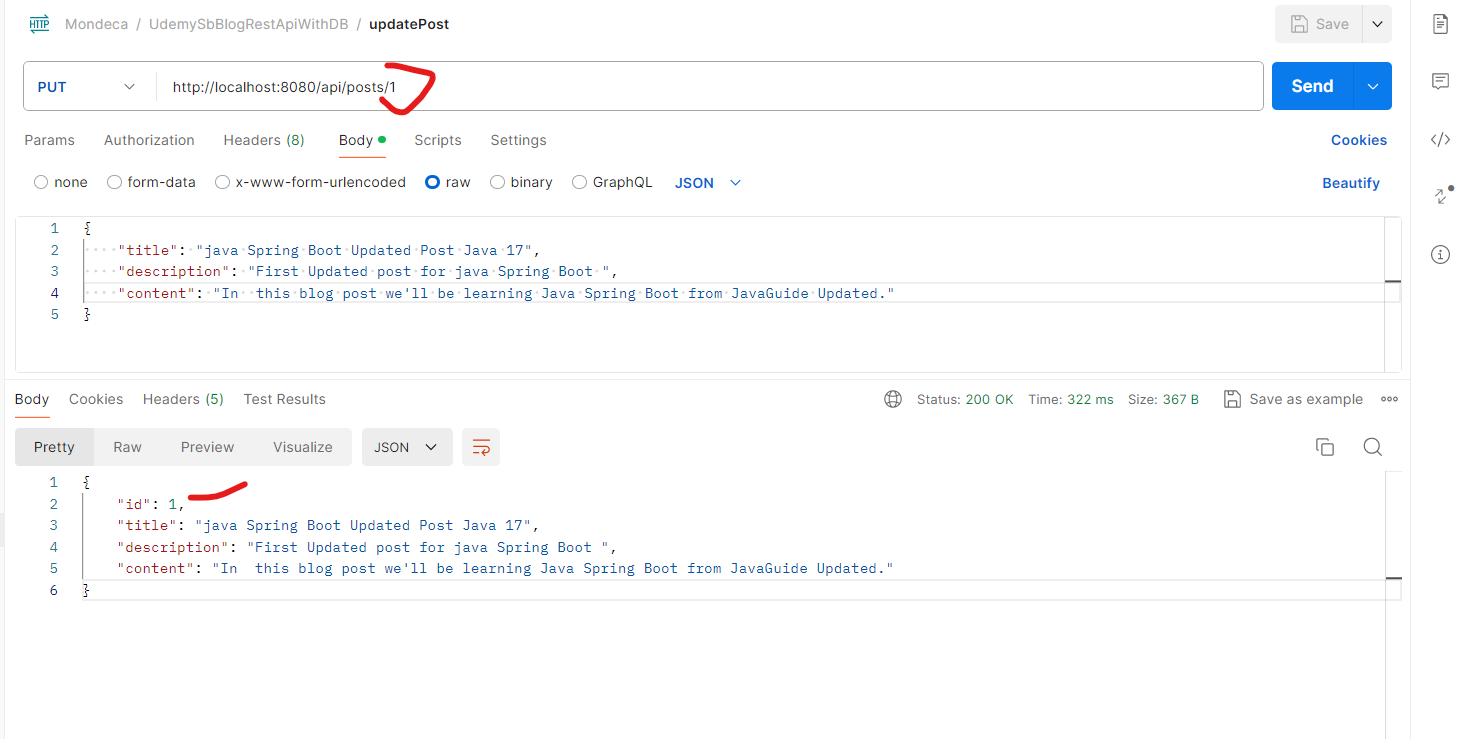 HTTP Mondeca / UdemySbBlogRestApiWithDB / updatePost Save
PUT http://localhost:8080/api/posts/1 Send
Params Authorization Headers (8) Body Scripts Settings Cookies
none form-data x-www-form-urlencoded raw binary GraphQL JSON Beautify
1 {
2 "title": "java Spring Boot Updated Post Java 17",
3 "description": "First Updated post for java Spring Boot ",
4 "content": "In  this blog post we'll be learning Java Spring Boot from JavaGuide Updated."
5 }
Body Cookies Headers (5) Test Results Status: 200 OK Time: 322 ms Size: 367 B Save as example
Pretty Raw Preview Visualize JSON
1 {
2 "id": 1,
3 "title": "java Spring Boot Updated Post Java 17",
4 "description": "First Updated post for java Spring Boot ",
5 "content": "In  this blog post we'll be learning Java Spring Boot from JavaGuide Updated."
6 }